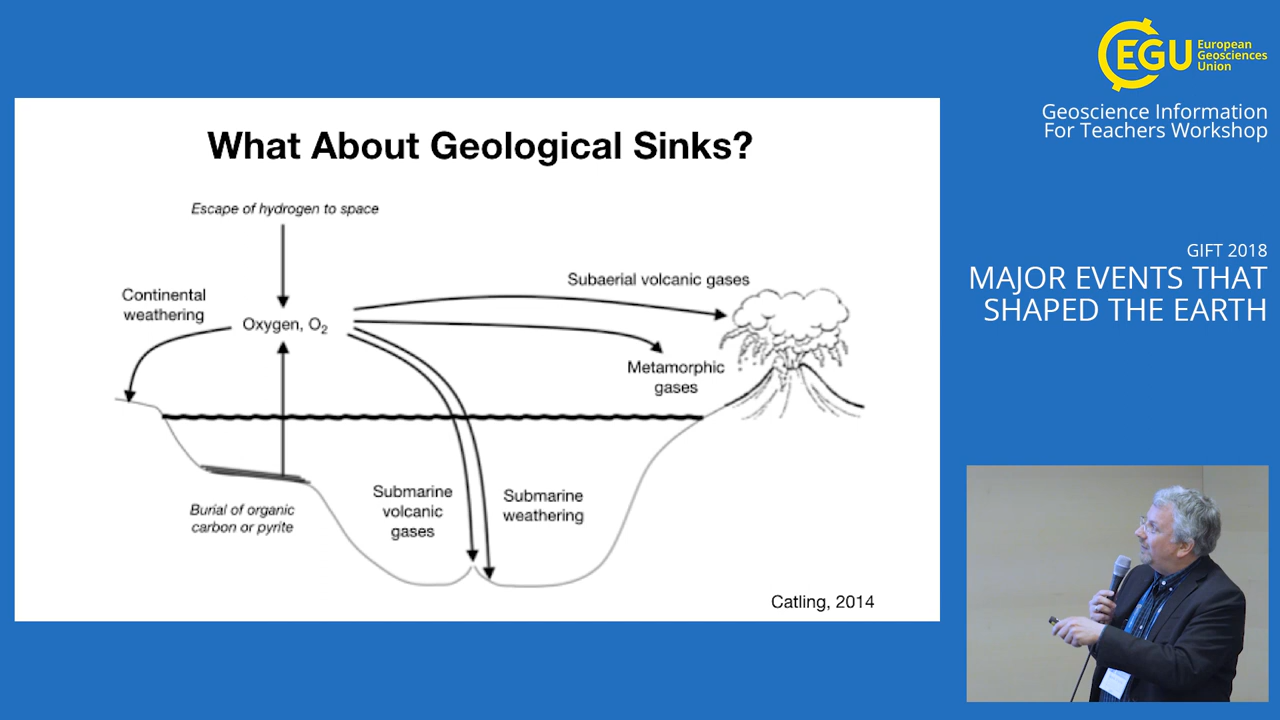 What About Geological Sinks?
Escape of hydrogen to space
Subaerial volcanic gases
Continental
weathering
Oxygen, O₂
Metamorphic
gases
Burial of organic
carbon or pyrite
Submarine
volcanic
gases
Submarine
weathering
Catling, 2014
EGU
European
Geosciences
Union
Geoscience Information
For Teachers Workshop
GIFT 2018
MAJOR EVENTS THAT
SHAPED THE EARTH